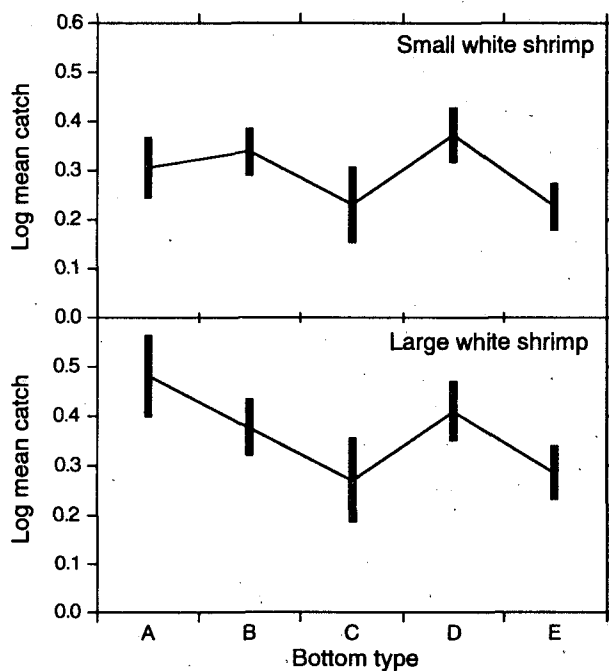 Small white shrimp
Log mean catch
0.6
0.5
0.4
0.3
0.2
0.1
0.0
Large white shrimp
Log mean catch
0.5
0.4
0.3
0.2
0.1
0.0
A B C D E
Bottom type